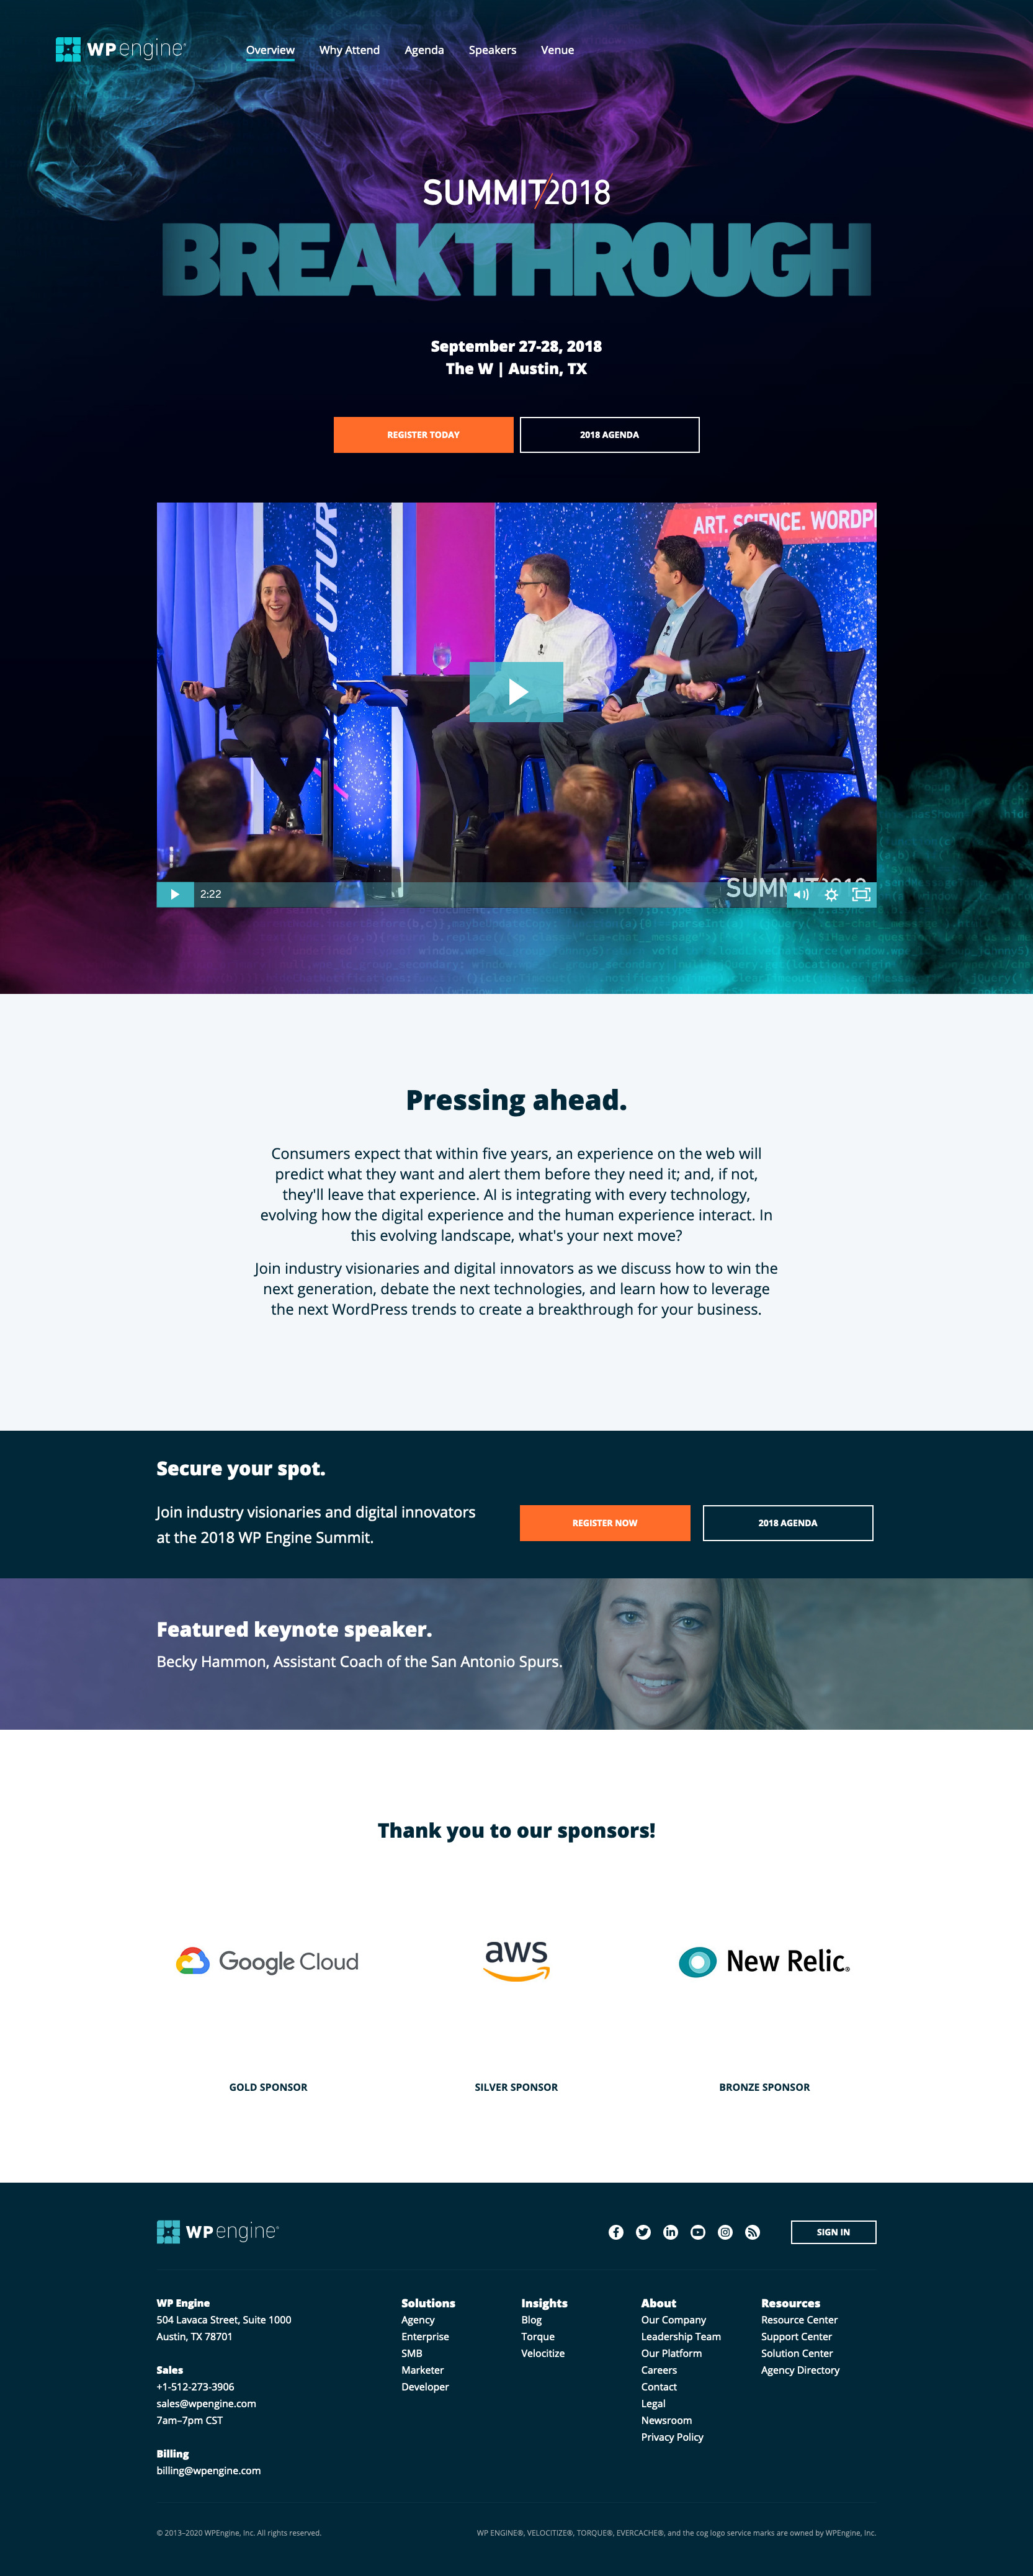 WPengine
Overview Why Attend Agenda Speakers Venue
SUMMIT/2018
BREAKTHROUGH
September 27-28, 2018
The W | Austin, TX
REGISTER TODAY
2018 AGENDA
FUTUR
ART. SCIENCE. WORDP
SUMMIT 2018
2:22
Pressing ahead.
Consumers expect that within five years, an experience on the web will
predict what they want and alert them before they need it; and, if not,
they'll leave that experience. AI is integrating with every technology,
evolving how the digital experience and the human experience interact. In
this evolving landscape, what's your next move?
Join industry visionaries and digital innovators as we discuss how to win the
next generation, debate the next technologies, and learn how to leverage
the next WordPress trends to create a breakthrough for your business.
Secure your spot.
Join industry visionaries and digital innovators
at the 2018 WP Engine Summit.
REGISTER NOW
2018 AGENDA
Featured keynote speaker.
Becky Hammon, Assistant Coach of the San Antonio Spurs.
Thank you to our sponsors!
Google Cloud
aws
New Relic®
GOLD SPONSOR
SILVER SPONSOR
BRONZE SPONSOR
WPengine
SIGN IN
WP Engine
504 Lavaca Street, Suite 1000
Austin, TX 78701
Sales
+1-512-273-3906
sales@wpengine.com
7am–7pm CST
Billing
billing@wpengine.com
Solutions
Agency
Enterprise
SMB
Marketer
Developer
Insights
Blog
Torque
Velocitize
About
Our Company
Leadership Team
Our Platform
Careers
Contact
Legal
Newsroom
Privacy Policy
Resources
Resource Center
Support Center
Solution Center
Agency Directory
© 2013–2020 WPEngine, Inc. All rights reserved.
WP ENGINE®, VELOCITIZE®, TORQUE®, EVERCACHE®, and the cog logo service marks are owned by WPEngine, Inc.